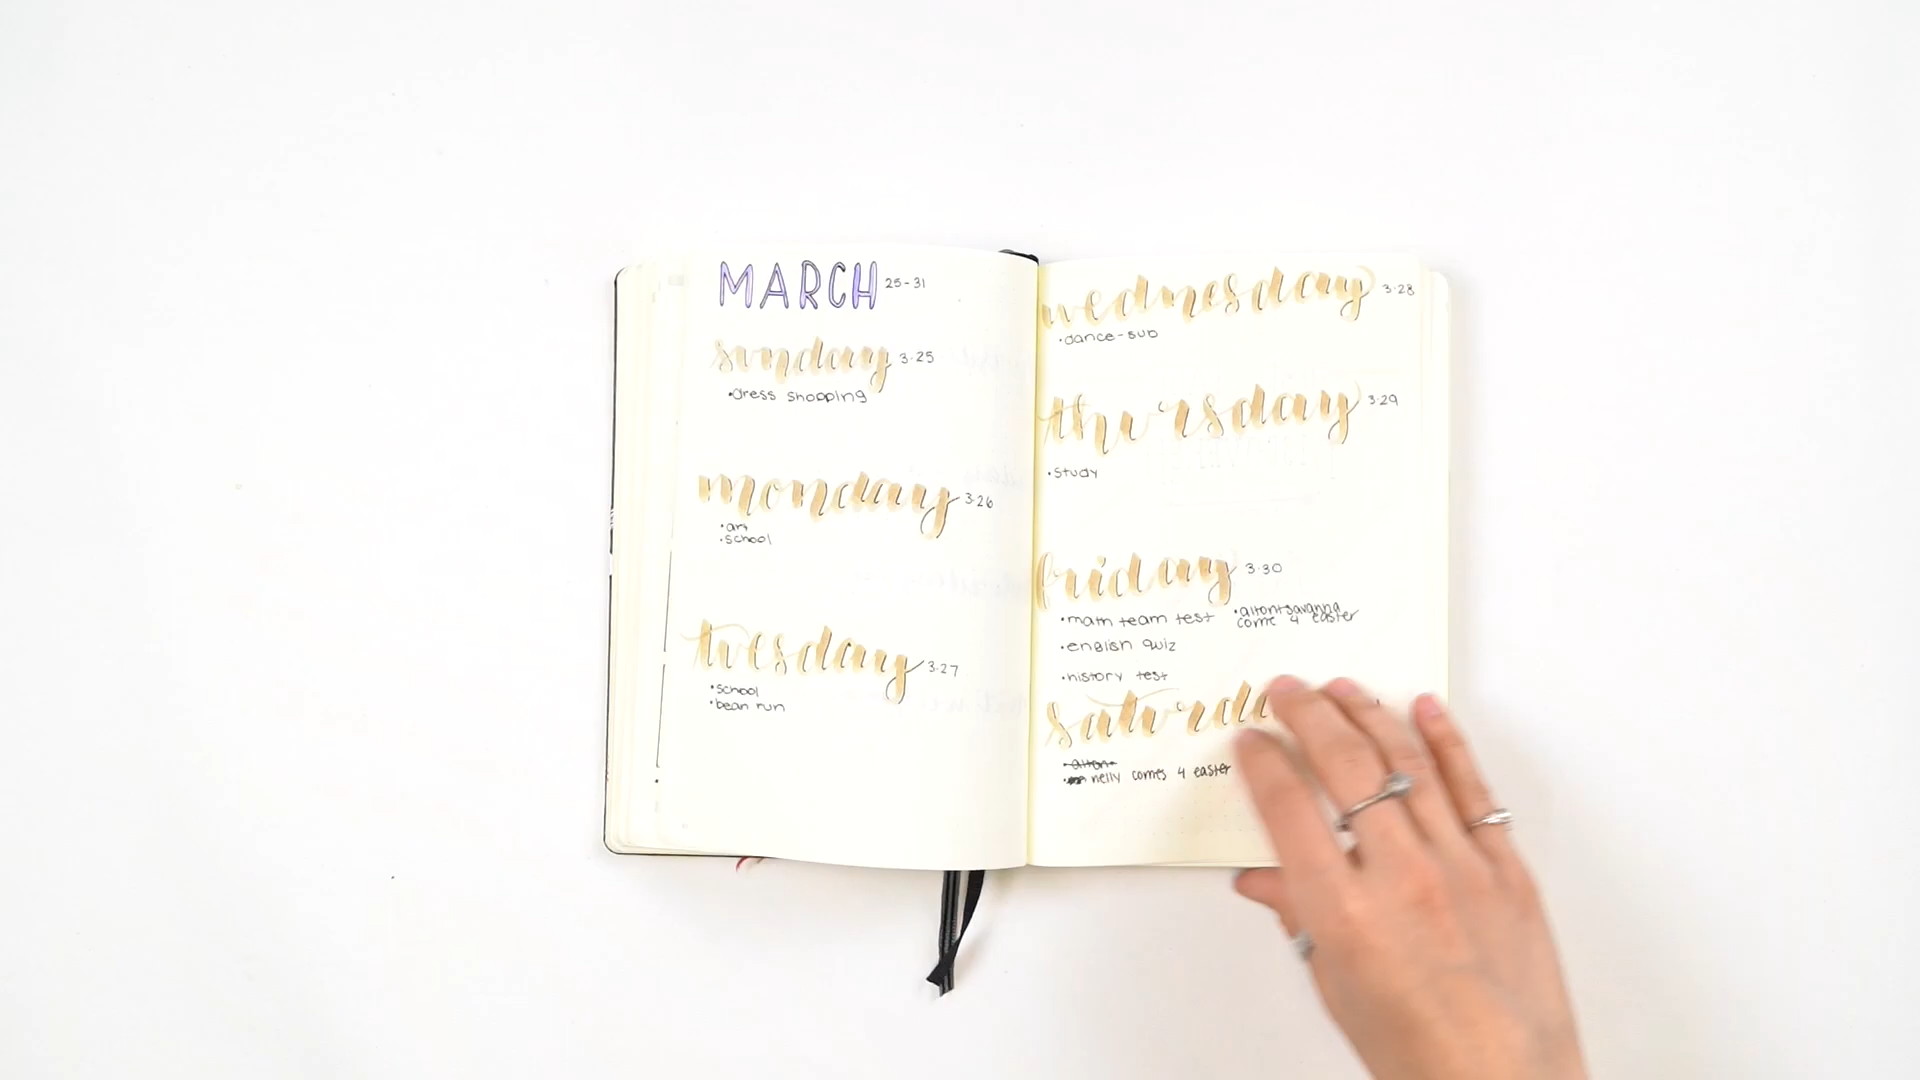 MARCH 25-31
sunday 3.25
•dress shopping
monday 3.26
•art
•school
tuesday 3.27
•school
•bean run
wednesday 3.28
•dance-sub
thursday 3.29
•study
friday 3.30
•math team test
•english quiz
•history test
•alton+savanna
come 4 easter
saturda
•alton•
• nelly comes 4 easter